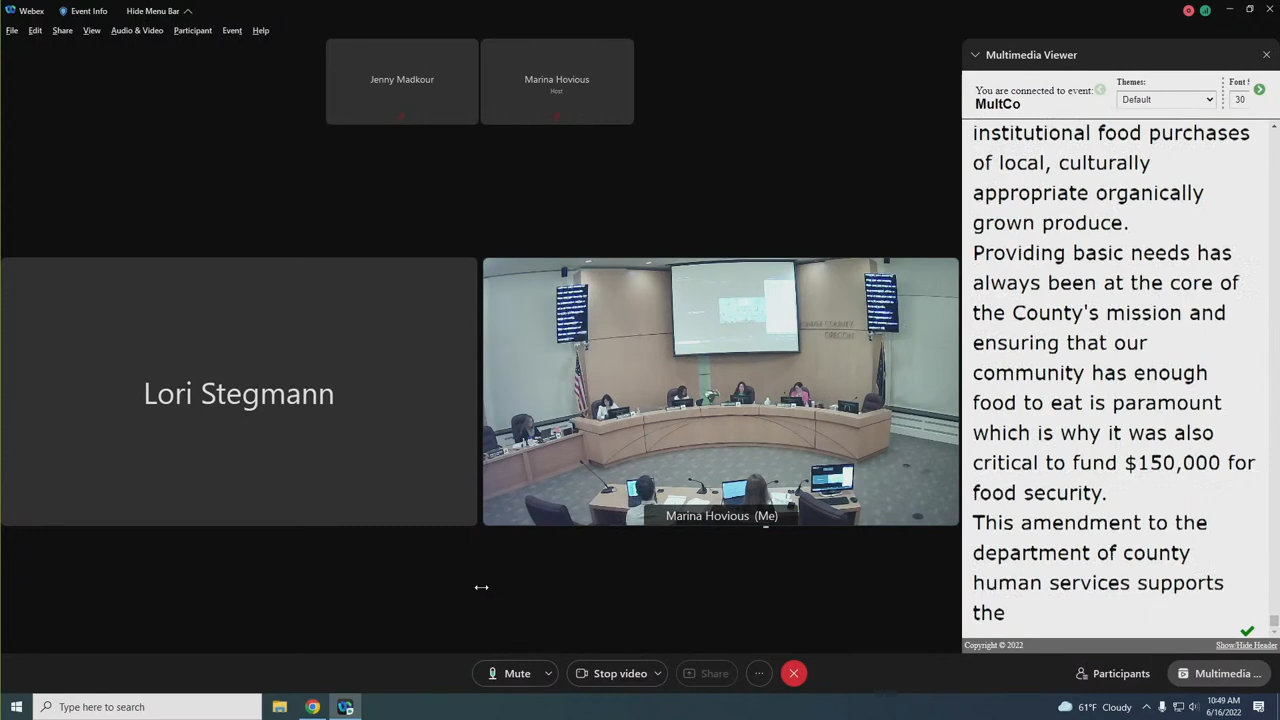 Webex
Event Info
Hide Menu Bar
File Edit Share View Audio & Video Participant Event Help
Jenny Madkour
Marina Hovious
Host
Lori Stegmann
COUNTY
OREGON
Marina Hovious (Me)
Multimedia Viewer
You are connected to event:
MultCo
Themes:
Default
Font S
30
institutional food purchases
of local, culturally
appropriate organically
grown produce.
Providing basic needs has
always been at the core of
the County's mission and
ensuring that our
community has enough
food to eat is paramount
which is why it was also
critical to fund $150,000 for
food security.
This amendment to the
department of county
human services supports
the
Copyright © 2022
Show/Hide Header
Mute
Stop video
Share
Participants
Multimedia ...
Type here to search
61°F Cloudy
10:49 AM
6/16/2022